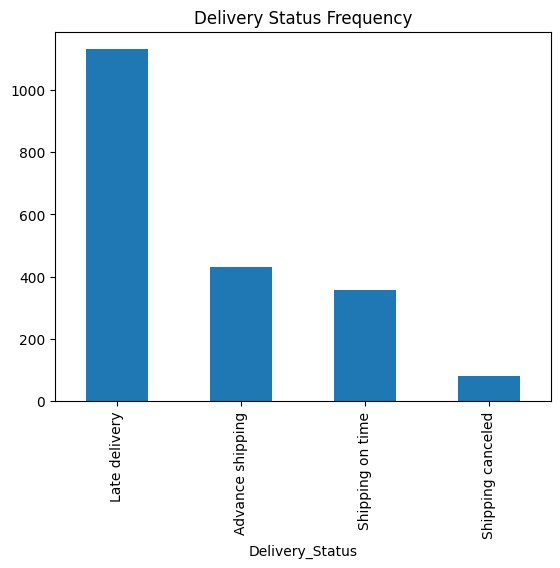 Delivery Status Frequency
1000
800
600
400
200
0
Late delivery
Advance shipping
Shipping on time
Shipping canceled
Delivery_Status